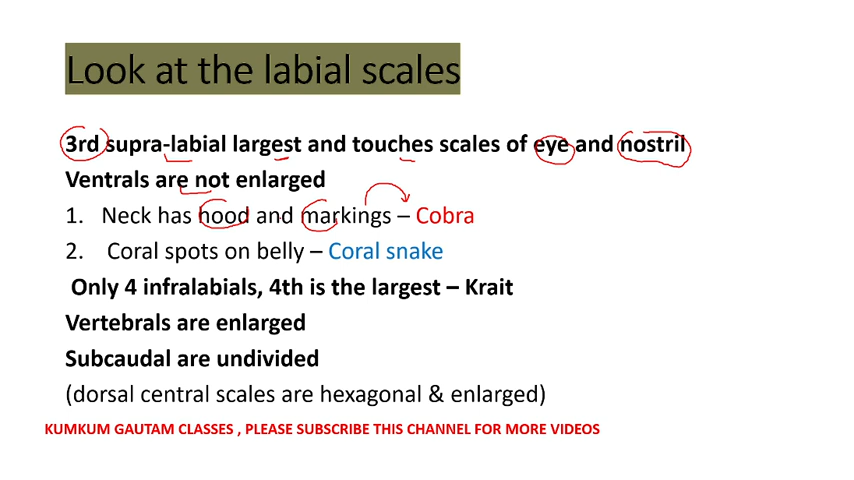 Look at the labial scales
3rd supra-labial largest and touches scales of eye and nostril
Ventrals are not enlarged
1. Neck has hood and markings – Cobra
2. Coral spots on belly – Coral snake
Only 4 infralabials, 4th is the largest – Krait
Vertebrals are enlarged
Subcaudal are undivided
(dorsal central scales are hexagonal & enlarged)
KUMKUM GAUTAM CLASSES , PLEASE SUBSCRIBE THIS CHANNEL FOR MORE VIDEOS